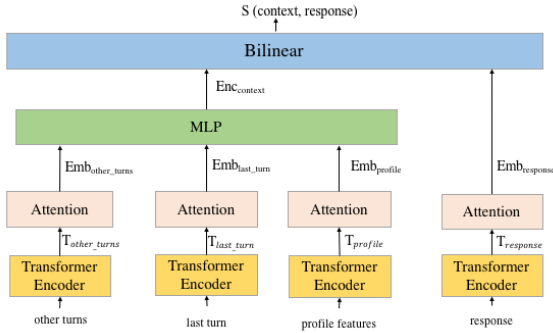 S (context, response)
Bilinear
Enc_context
MLP
Emb_other_turns
Emb_last_turn
Emb_profile
Emb_response
Attention
Attention
Attention
Attention
T_other_turns
T_last_turn
T_profile
T_response
Transformer
Encoder
Transformer
Encoder
Transformer
Encoder
Transformer
Encoder
other turns
last turn
profile features
response